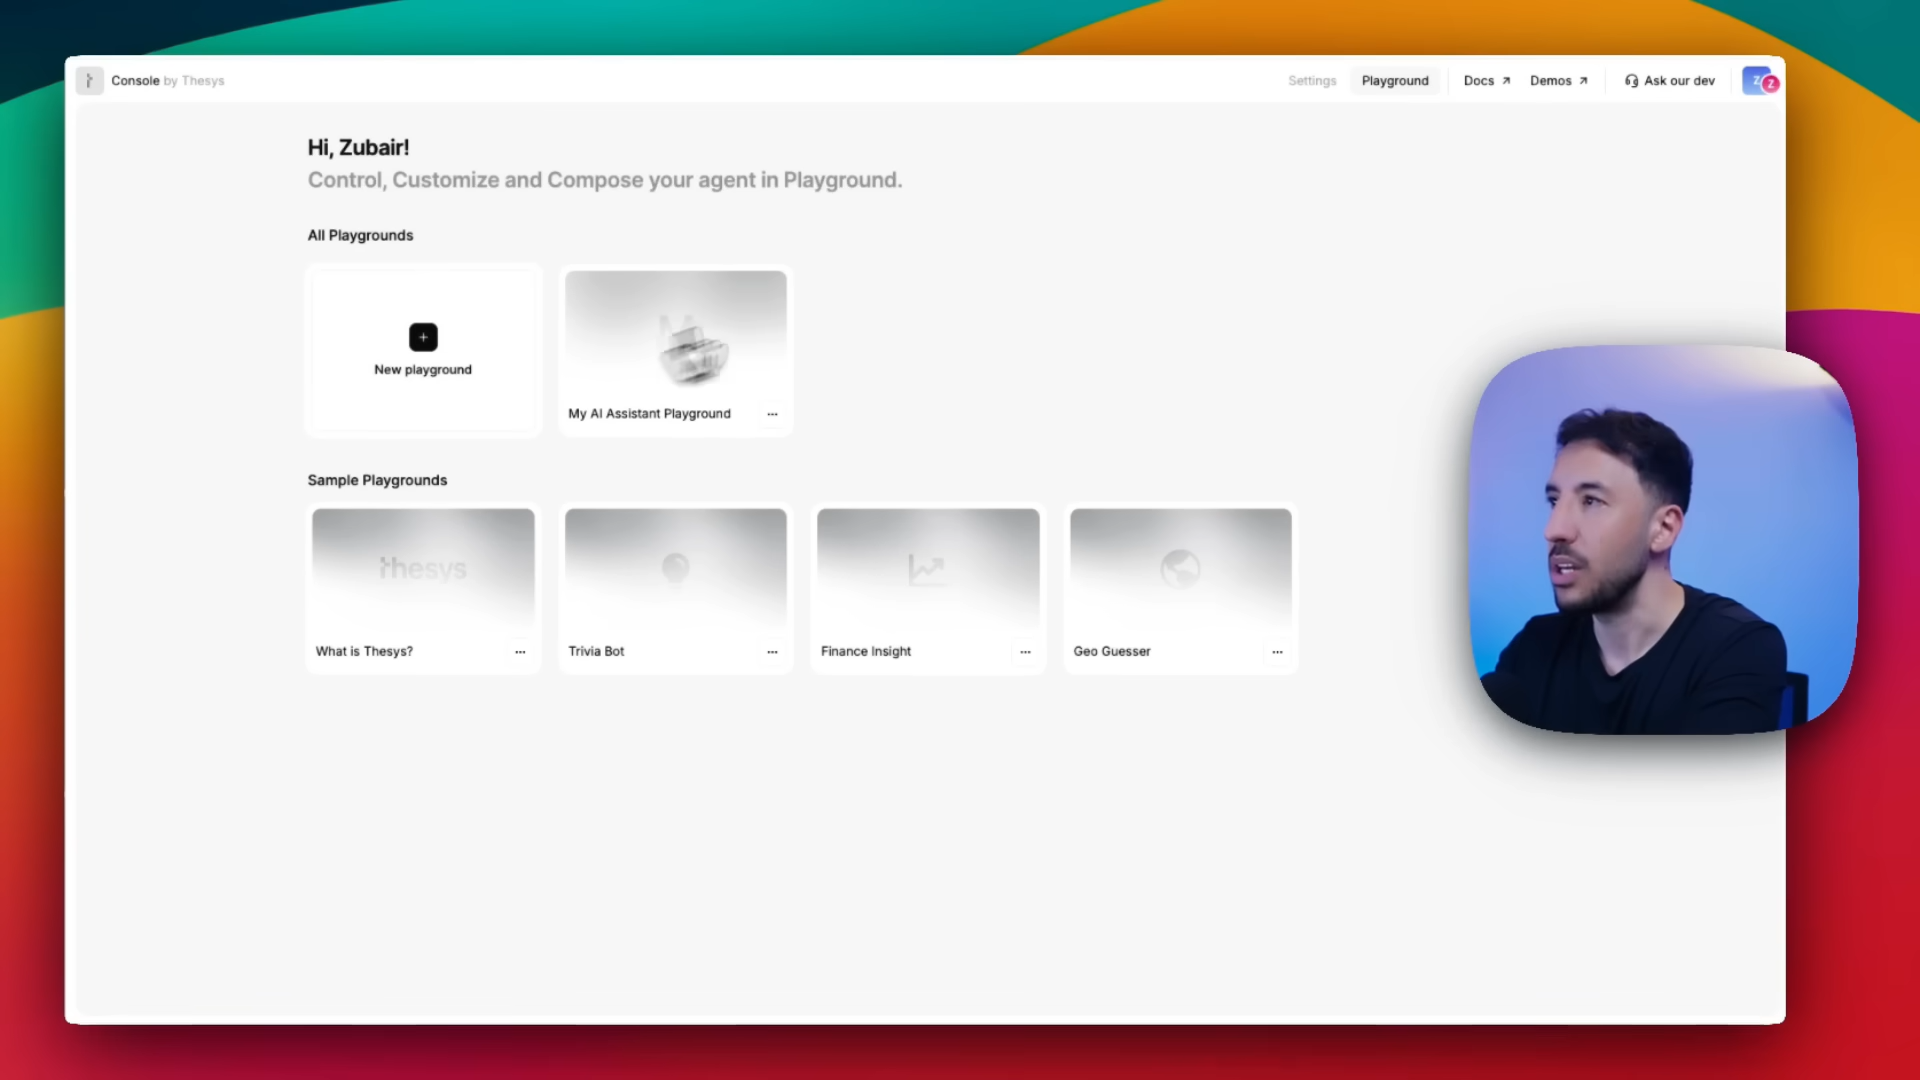 Console by Thesys
Settings
Playground
Docs
Demos
Ask our dev
Z
Z
Hi, Zubair!
Control, Customize and Compose your agent in Playground.
All Playgrounds
New playground
My AI Assistant Playground
Sample Playgrounds
thesys
What is Thesys?
Trivia Bot
Finance Insight
Geo Guesser